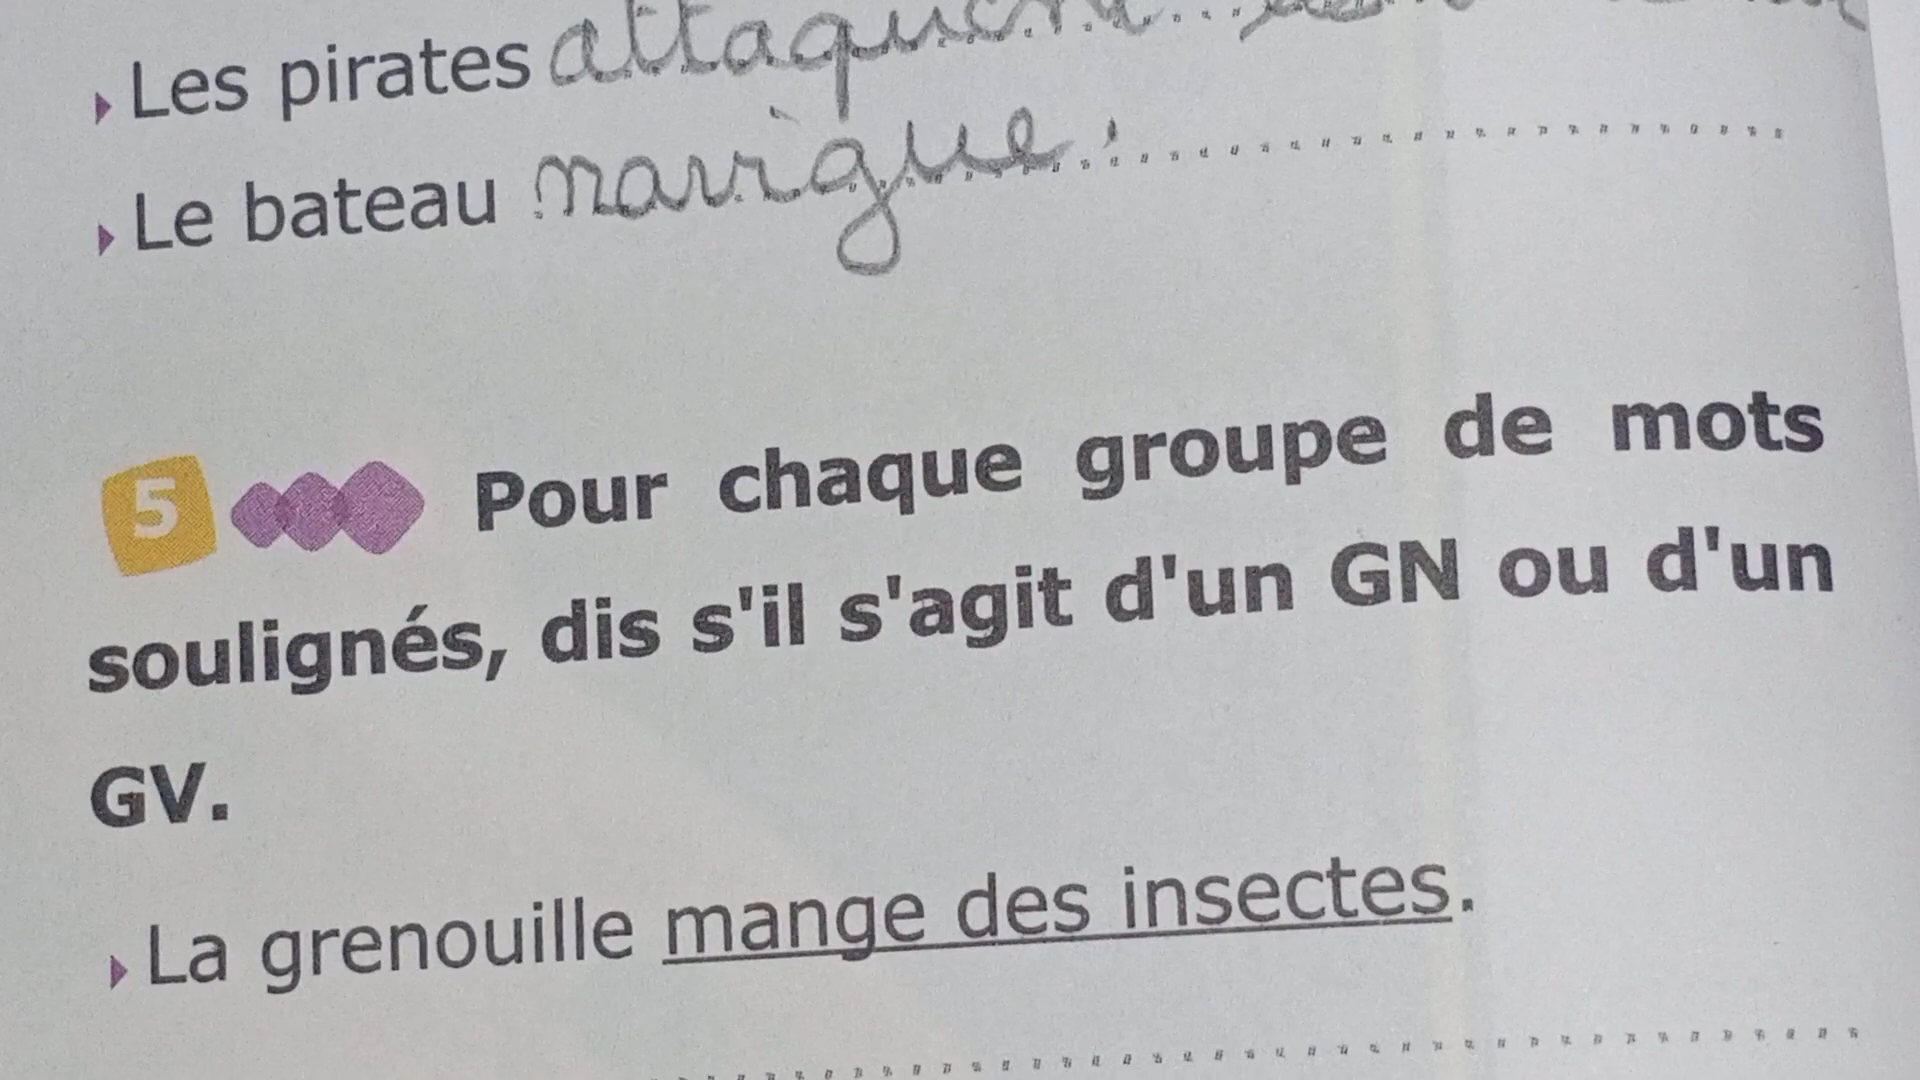 Les pirates attaquent
Le bateau navigue.
5 Pour chaque groupe de mots
soulignés, dis s'il s'agit d'un GN ou d'un
GV.
La grenouille mange des insectes.